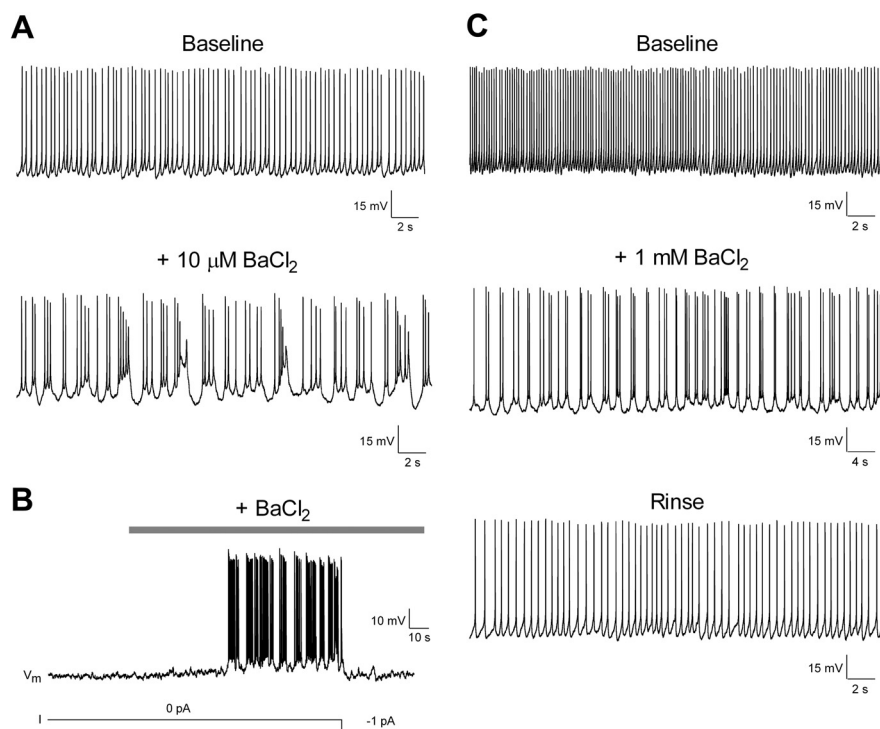 A
Baseline
15 mV
2 s
+ 10 μM BaCl₂
15 mV
2 s
B
+ BaCl₂
10 mV
10 s
Vₘ
0 pA
I
-1 pA
C
Baseline
15 mV
2 s
+ 1 mM BaCl₂
15 mV
4 s
Rinse
15 mV
2 s